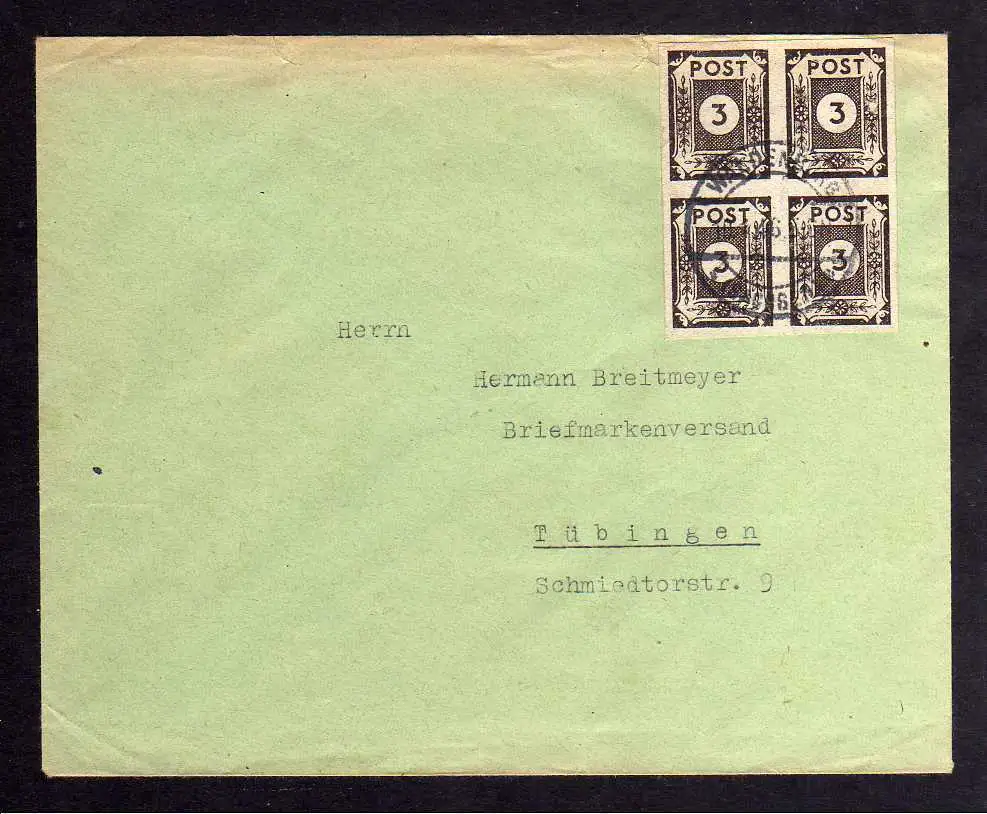 POST POST
3 3
POST POST
3 3
Herrn
Hermann Breitmeyer
Briefmarkenversand
Tübingen
Schmiedtorstr. 9